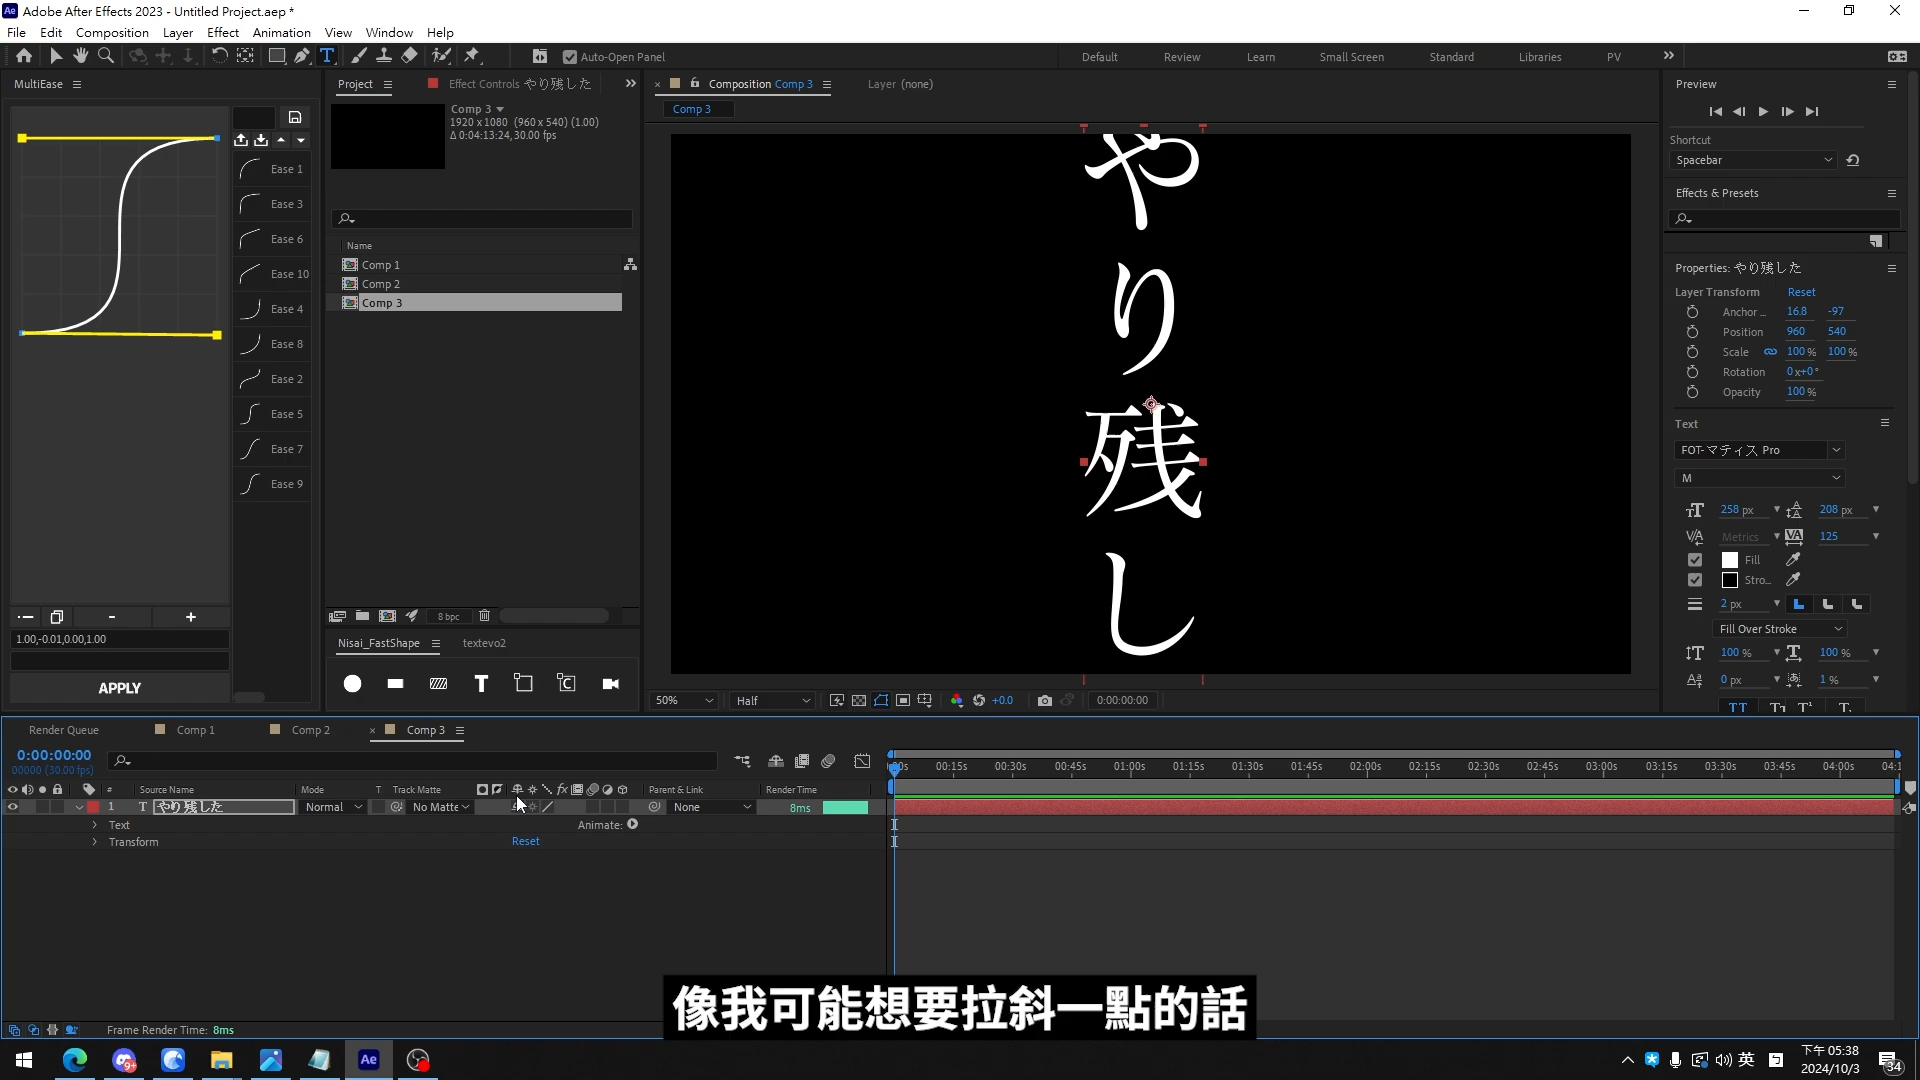 Adobe After Effects 2023 - Untitled Project.aep *
File Edit Composition Layer Effect Animation View Window Help
Auto-Open Panel
Default Review Learn Small Screen Standard Libraries PV
MultiEase
Ease 1
Ease 3
Ease 6
Ease 10
Ease 4
Ease 8
Ease 2
Ease 5
Ease 7
Ease 9
1.00,-0.01,0.00,1.00
APPLY
Project Effect Controls やり残した
Comp 3
1920 x 1080 (960 x 540) (1.00)
Δ 0:04:13:24, 30.00 fps
Name
Comp 1
Comp 2
Comp 3
8 bpc
Nisai_FastShape textevo2
Composition Comp 3 Layer (none)
Comp 3
や
り
残
し
50% Half +0.0 0:00:00:00
Preview
Shortcut
Spacebar
Effects & Presets
Properties: やり残した
Layer Transform Reset
Anchor ... 16.8 -97
Position 960 540
Scale 100 % 100 %
Rotation 0x+0°
Opacity 100 %
Text
FOT-マティス Pro
M
258 px 208 px
Metrics 125
Fill
Stro...
2 px
Fill Over Stroke
100 % 100 %
0 px 1 %
Render Queue Comp 1 Comp 2 Comp 3
0:00:00:00
00000 (30.00 fps)
00:15s 00:30s 00:45s 01:00s 01:15s 01:30s 01:45s 02:00s 02:15s 02:30s 02:45s 03:00s 03:15s 03:30s 03:45s 04:00s 04:1
# Source Name Mode T Track Matte Parent & Link Render Time
1 T やり残した Normal No Matte None 8ms
Text Animate:
Transform Reset
像我可能想要拉斜一點的話
Frame Render Time: 8ms
英
下午 05:38
2024/10/3
34